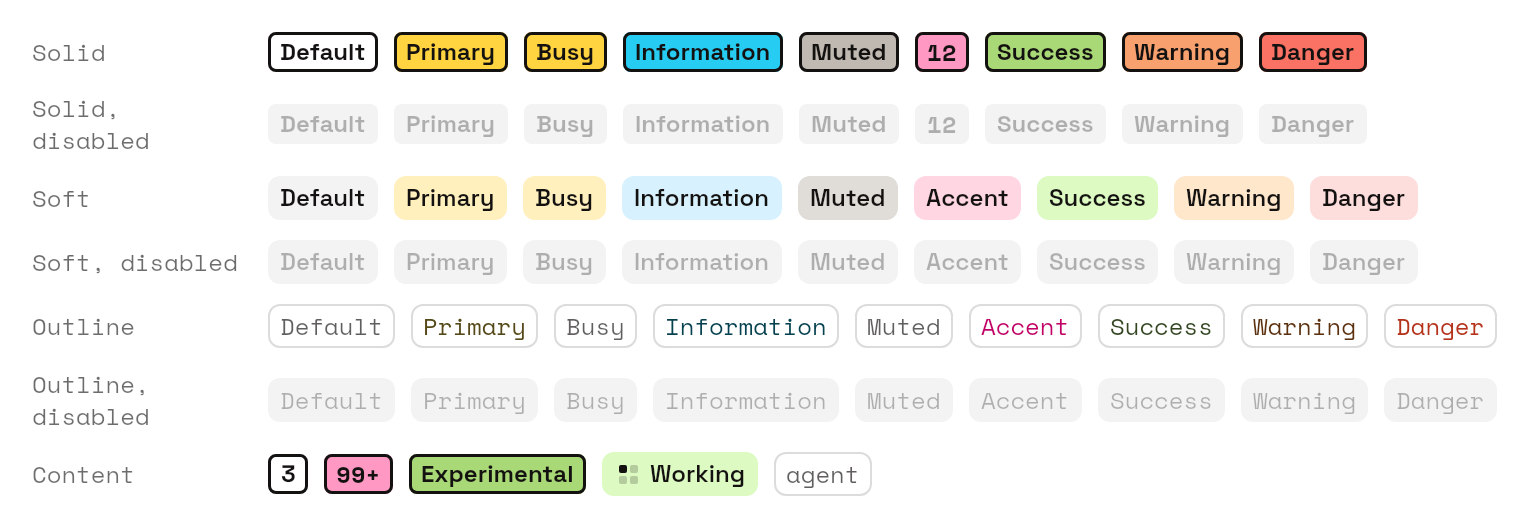 Solid Default Primary Busy Information Muted 12 Success Warning Danger
Solid,
disabled Default Primary Busy Information Muted 12 Success Warning Danger
Soft Default Primary Busy Information Muted Accent Success Warning Danger
Soft, disabled Default Primary Busy Information Muted Accent Success Warning Danger
Outline Default Primary Busy Information Muted Accent Success Warning Danger
Outline,
disabled Default Primary Busy Information Muted Accent Success Warning Danger
Content 3 99+ Experimental Working agent